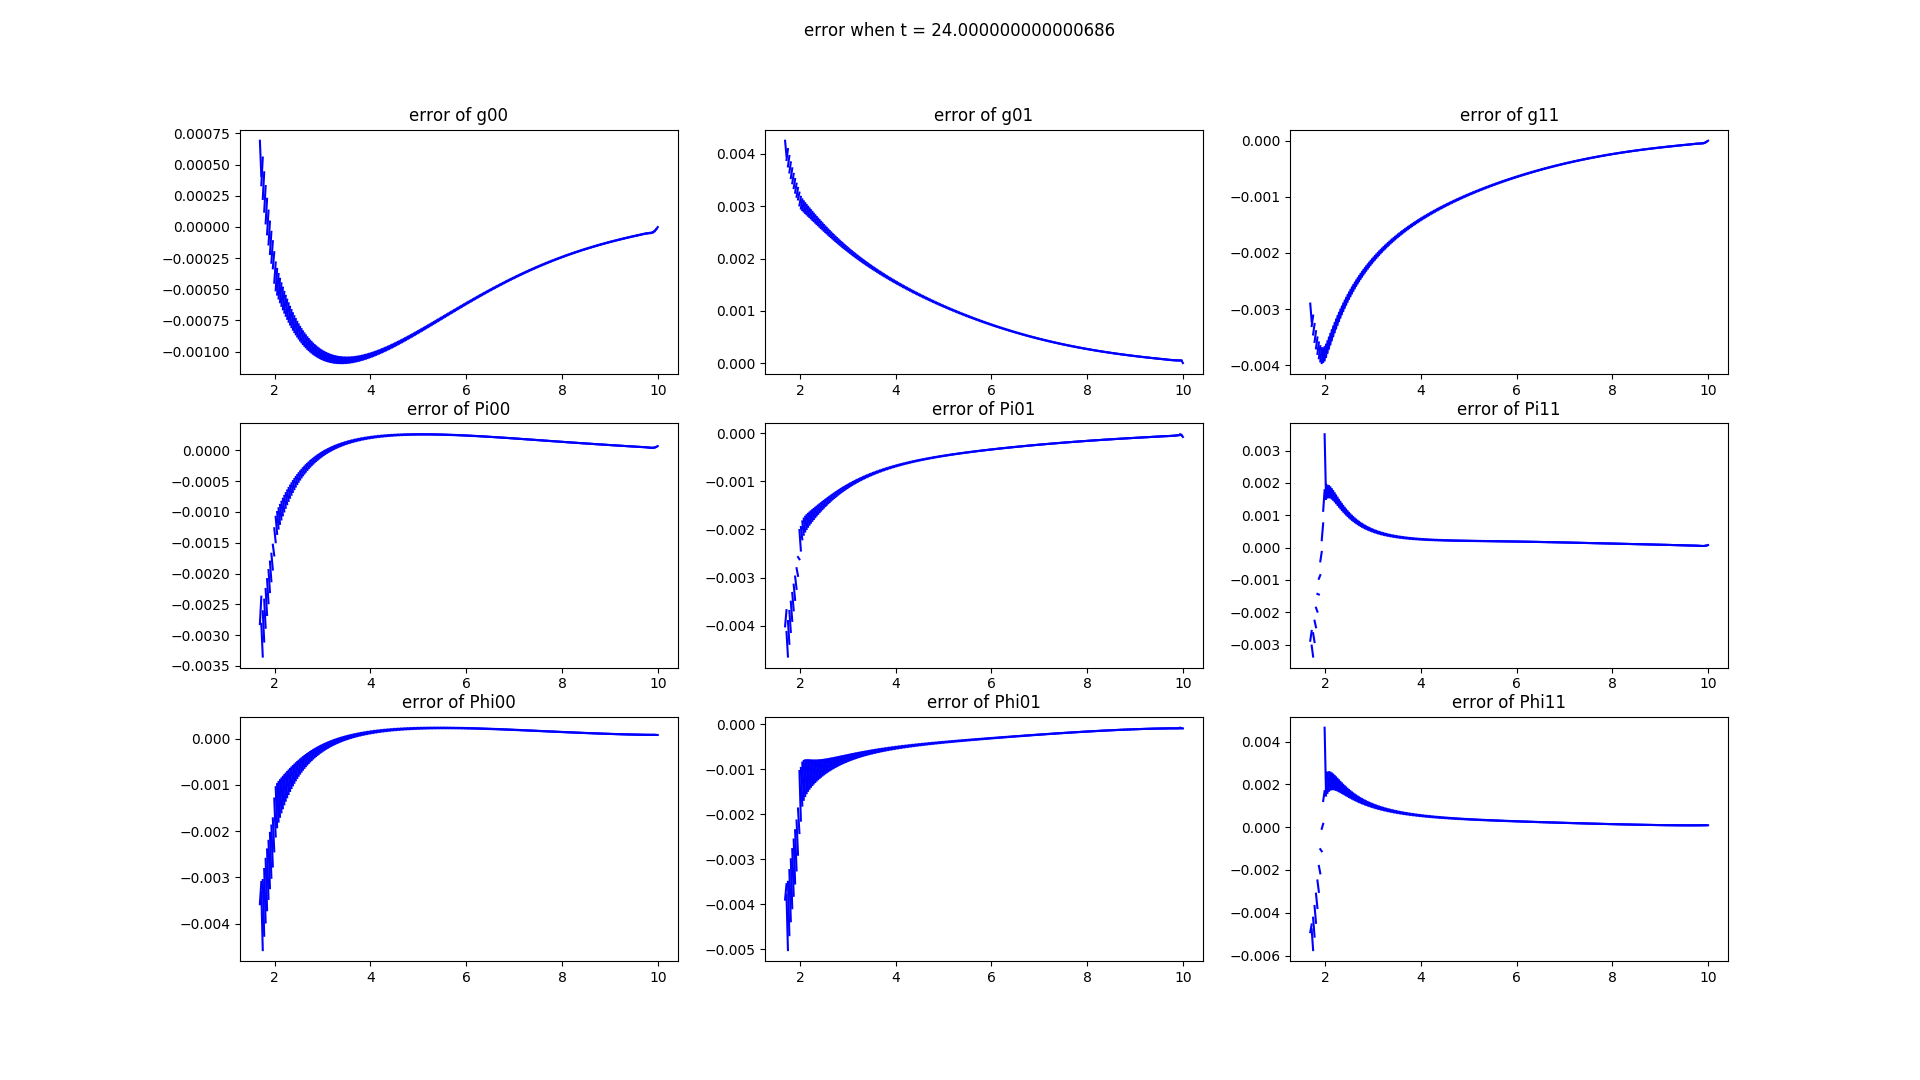 error when t = 24.000000000000686
error of g00
error of g01
error of g11
0.00075
0.00050
0.00025
0.00000
−0.00025
−0.00050
−0.00075
−0.00100
0.004
0.003
0.002
0.001
0.000
0.000
−0.001
−0.002
−0.003
−0.004
2 4 6 8 10
2 4 6 8 10
2 4 6 8 10
error of Pi00
error of Pi01
error of Pi11
0.0000
−0.0005
−0.0010
−0.0015
−0.0020
−0.0025
−0.0030
−0.0035
0.000
−0.001
−0.002
−0.003
−0.004
0.003
0.002
0.001
0.000
−0.001
−0.002
−0.003
2 4 6 8 10
2 4 6 8 10
2 4 6 8 10
error of Phi00
error of Phi01
error of Phi11
0.000
−0.001
−0.002
−0.003
−0.004
0.000
−0.001
−0.002
−0.003
−0.004
−0.005
0.004
0.002
0.000
−0.002
−0.004
−0.006
2 4 6 8 10
2 4 6 8 10
2 4 6 8 10